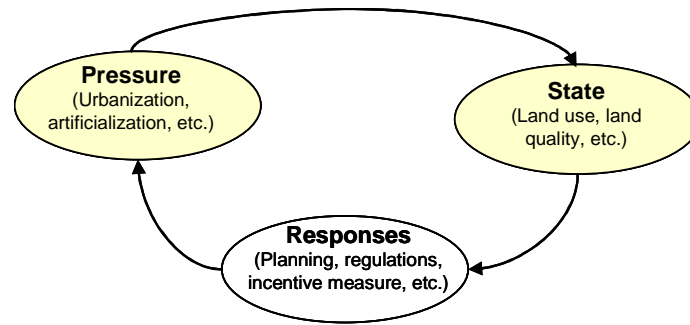 Pressure
(Urbanization,
artificialization, etc.)
State
(Land use, land
quality, etc.)
Responses
(Planning, regulations,
incentive measure, etc.)